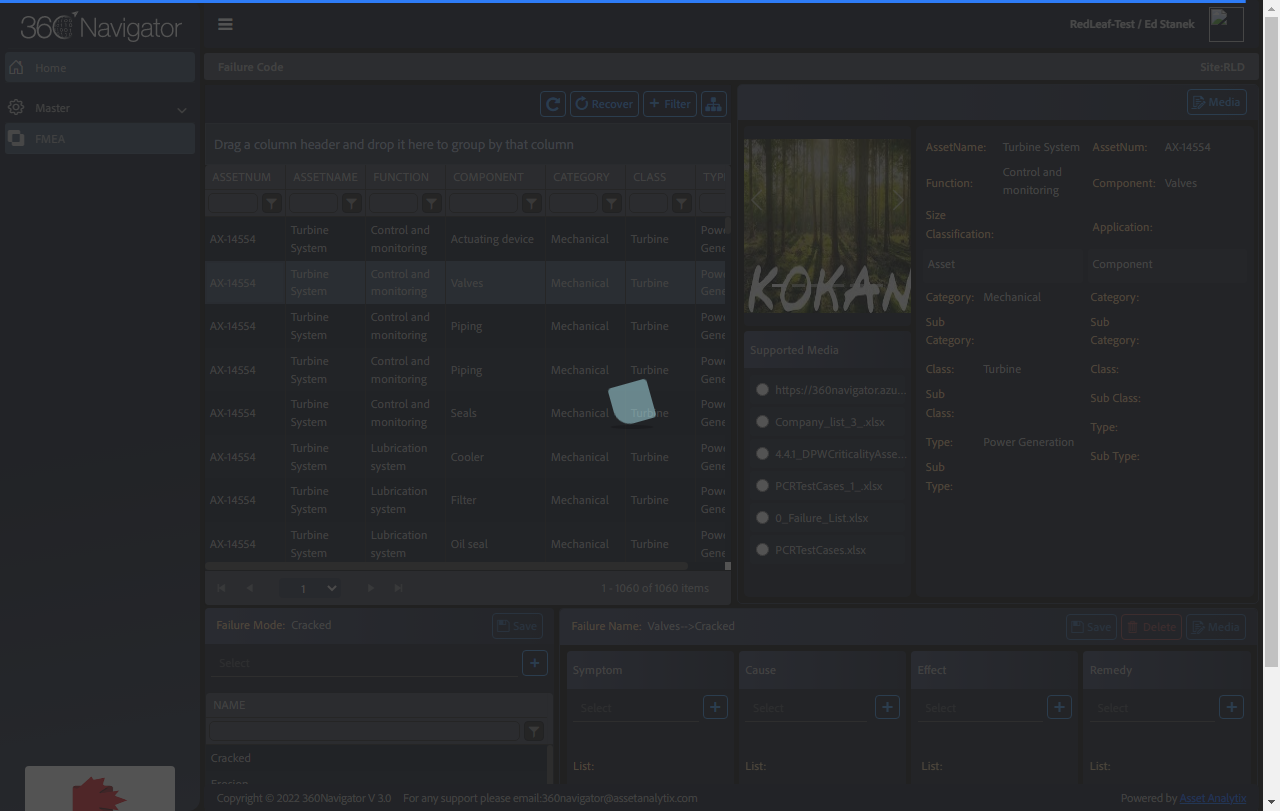 360 Navigator
RedLeaf-Test / Ed Stanek
Home
Failure Code
Site:RLD
Master
FMEA
Recover
Filter
Media
Drag a column header and drop it here to group by that column
ASSETNUM ASSETNAME FUNCTION COMPONENT CATEGORY CLASS TYP
AX-14554 Turbine System Control and monitoring Actuating device Mechanical Turbine Powe Gene
AX-14554 Turbine System Control and monitoring Valves Mechanical Turbine Powe Gene
AX-14554 Turbine System Control and monitoring Piping Mechanical Turbine Powe Gene
AX-14554 Turbine System Control and monitoring Piping Mechanical Turbine Powe Gene
AX-14554 Turbine System Control and monitoring Seals Mechanical Turbine Powe Gene
AX-14554 Turbine System Lubrication system Cooler Mechanical Turbine Powe Gene
AX-14554 Turbine System Lubrication system Filter Mechanical Turbine Powe Gene
AX-14554 Turbine System Lubrication system Oil seal Mechanical Turbine Powe Gene
1
1 - 1060 of 1060 items
KOKAN
Supported Media
https://360navigator.azu...
Company_list_3_.xlsx
4.4.1_DPWCriticalityAsse...
PCRTestCases_1_.xlsx
0_Failure_List.xlsx
PCRTestCases.xlsx
AssetName: Turbine System AssetNum: AX-14554
Function: Control and monitoring Component: Valves
Size Classification: Application:
Asset Component
Category: Mechanical Category:
Sub Category: Sub Category:
Class: Turbine Class:
Sub Class: Sub Class:
Type: Power Generation Type:
Sub Type: Sub Type:
Failure Mode: Cracked Save
Select
NAME
Cracked
Erosion
Failure Name: Valves-->Cracked Save Delete Media
Symptom Cause Effect Remedy
Select Select Select Select
List: List: List: List:
Copyright © 2022 360Navigator V 3.0 For any support please email:360navigator@assetanalytix.com
Powered by Asset Analytix